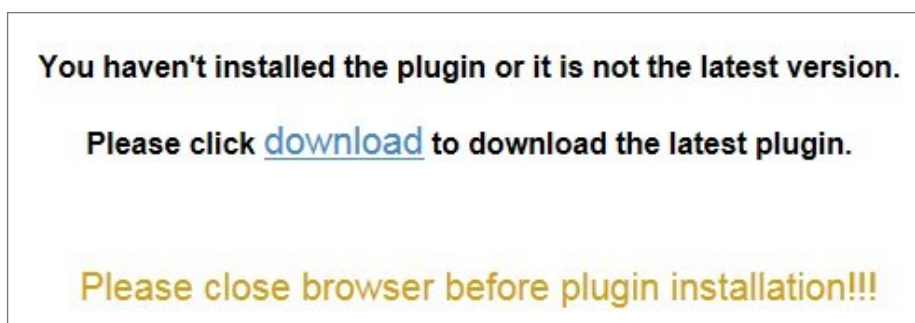 You haven't installed the plugin or it is not the latest version.
Please click download to download the latest plugin.
Please close browser before plugin installation!!!